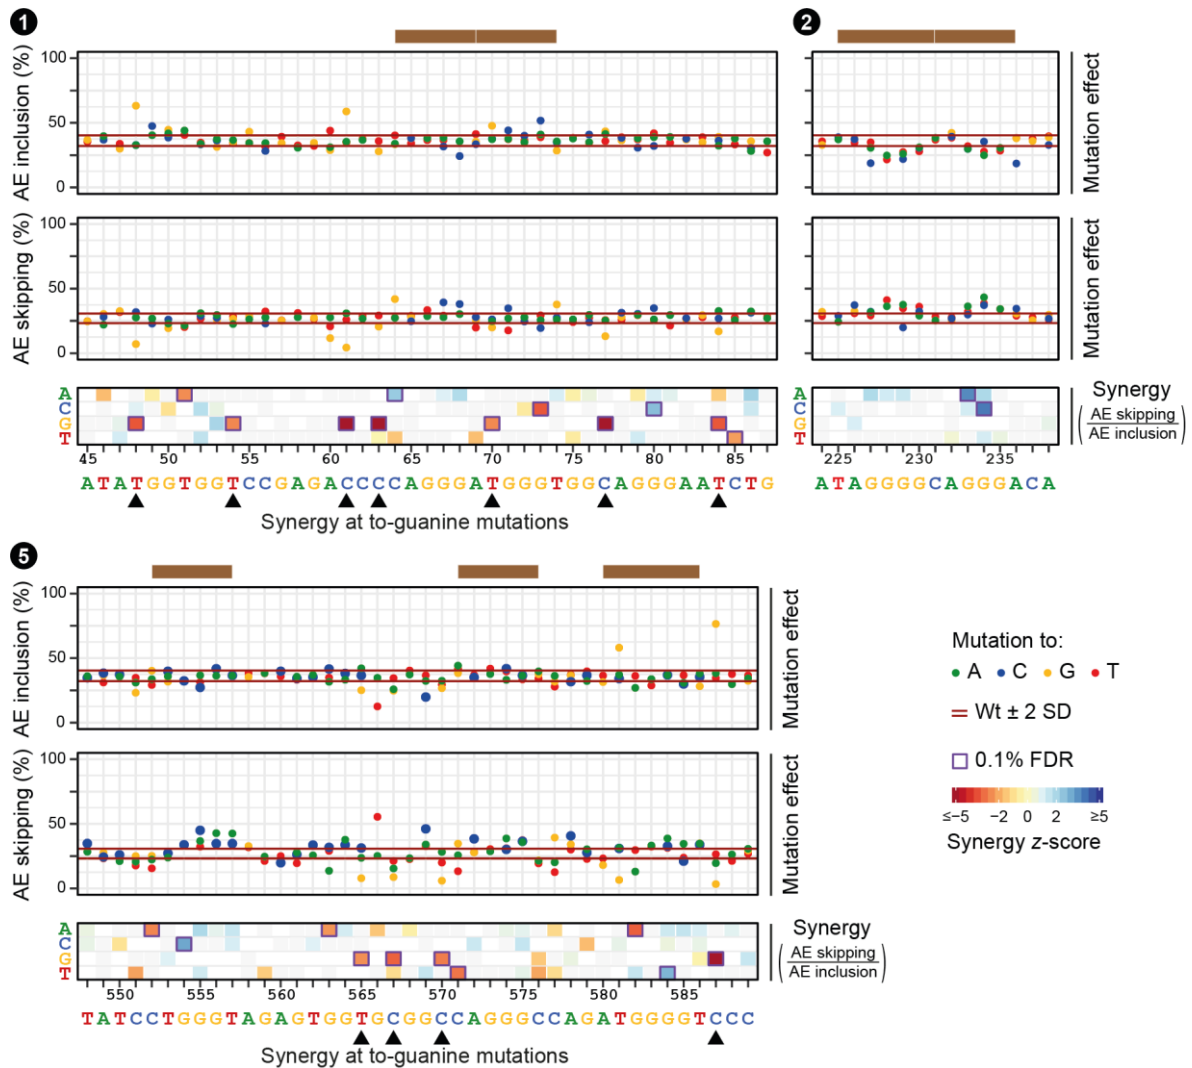 1
2
AE inclusion (%)
100
50
0
Mutation effect
AE skipping (%)
100
50
0
Mutation effect
A
C
G
T
A
C
G
T
Synergy
(AE skipping
AE inclusion)
45 50 55 60 65 70 75 80 85
225 230 235
ATATGGTGGTCCGAGACCCCAGGGATGGGTGGCAGGGAATCTG
ATAGGGGCAGGGACA
Synergy at to-guanine mutations
5
AE inclusion (%)
100
50
0
Mutation effect
AE skipping (%)
100
50
0
Mutation effect
A
C
G
T
Synergy
(AE skipping
AE inclusion)
550 555 560 565 570 575 580 585
TATCCTGGGTAGAGTGGTGCGGCCAGGGCCAGATGGGGTCCC
Synergy at to-guanine mutations
Mutation to:
A C G T
Wt ± 2 SD
0.1% FDR
≤−5 −2 0 2 ≥5
Synergy z-score